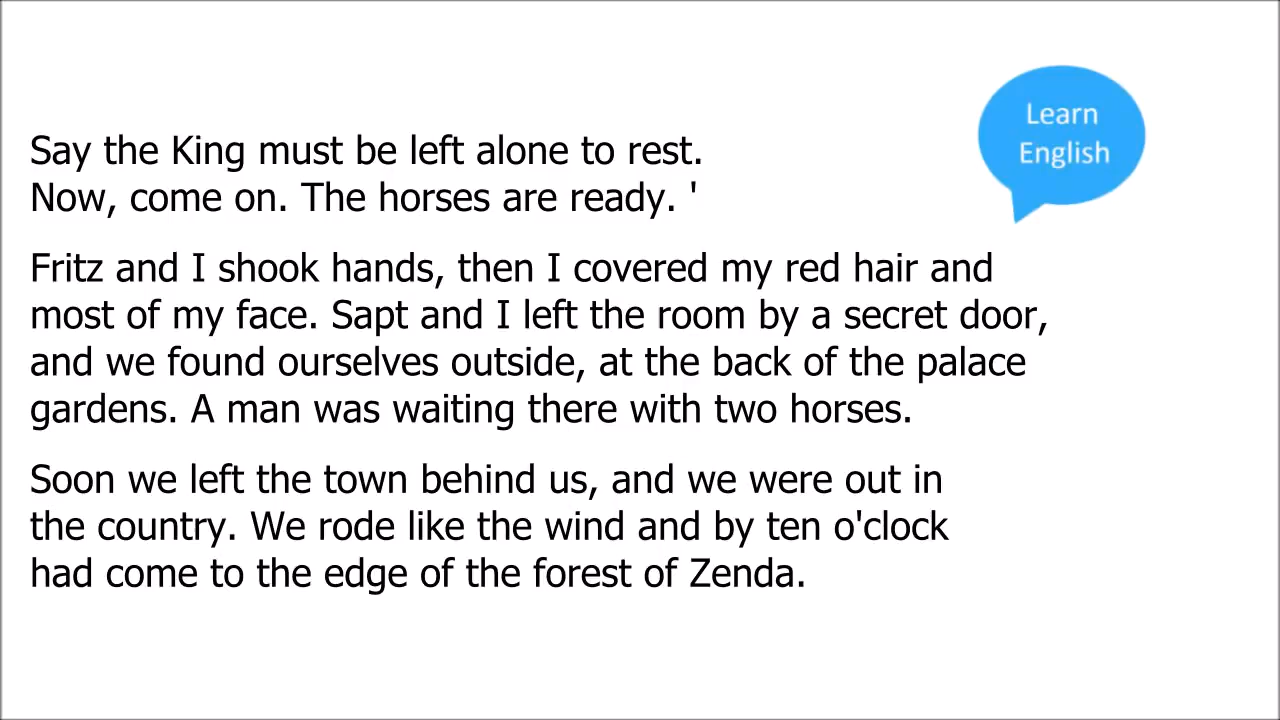 Learn
English
Say the King must be left alone to rest.
Now, come on. The horses are ready. '
Fritz and I shook hands, then I covered my red hair and
most of my face. Sapt and I left the room by a secret door,
and we found ourselves outside, at the back of the palace
gardens. A man was waiting there with two horses.
Soon we left the town behind us, and we were out in
the country. We rode like the wind and by ten o'clock
had come to the edge of the forest of Zenda.